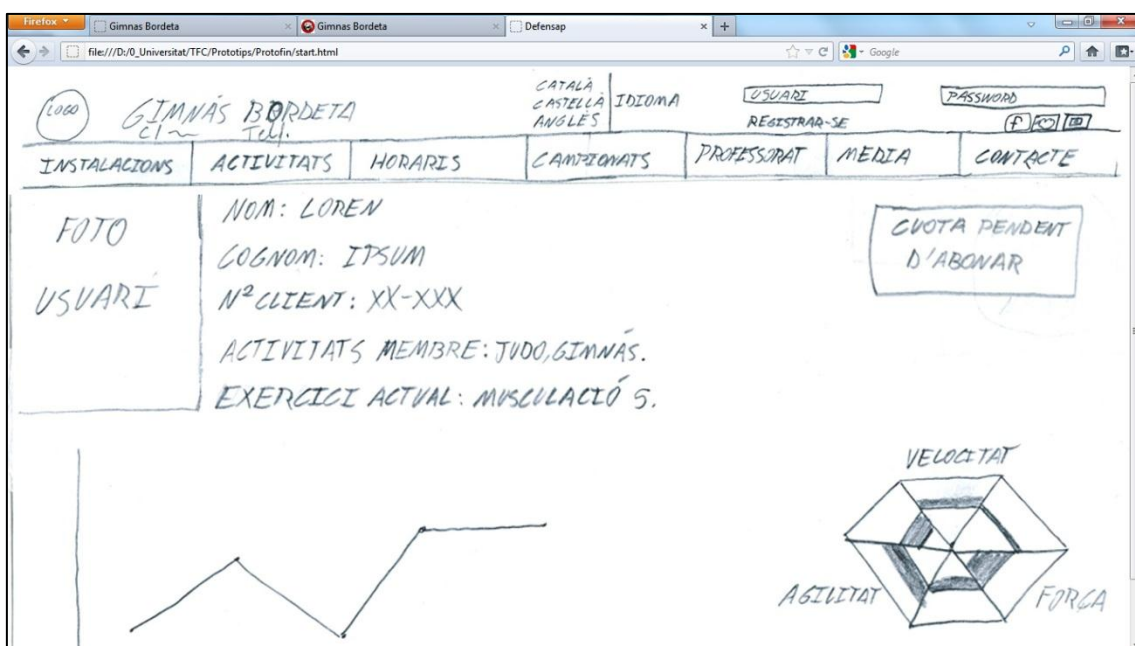 Firefox
Gimnas Bordeta
Gimnas Bordeta
Defensap
file:///D:/0_Universitat/TFC/Prototips/Protofin/start.html
Google
LOGO
GIMNÁS BORDETA
C/
Telf.
CATALÀ
CASTELLÀ
ANGLÈS
IDIOMA
USUARI
PASSWORD
REGISTRAR-SE
f
INSTALACIONS ACTIVITATS HORARIS CAMPIONATS PROFESSORAT MEDIA CONTACTE
FOTO
USUARI
NOM: LOREN
COGNOM: IPSUM
Nº CLIENT: XX-XXX
ACTIVITATS MEMBRE: JUDO, GIMNÁS.
EXERCICI ACTUAL: MUSCULACIÓ 5.
CUOTA PENDENT
D'ABONAR
VELOCITAT
AGILITAT
FORÇA